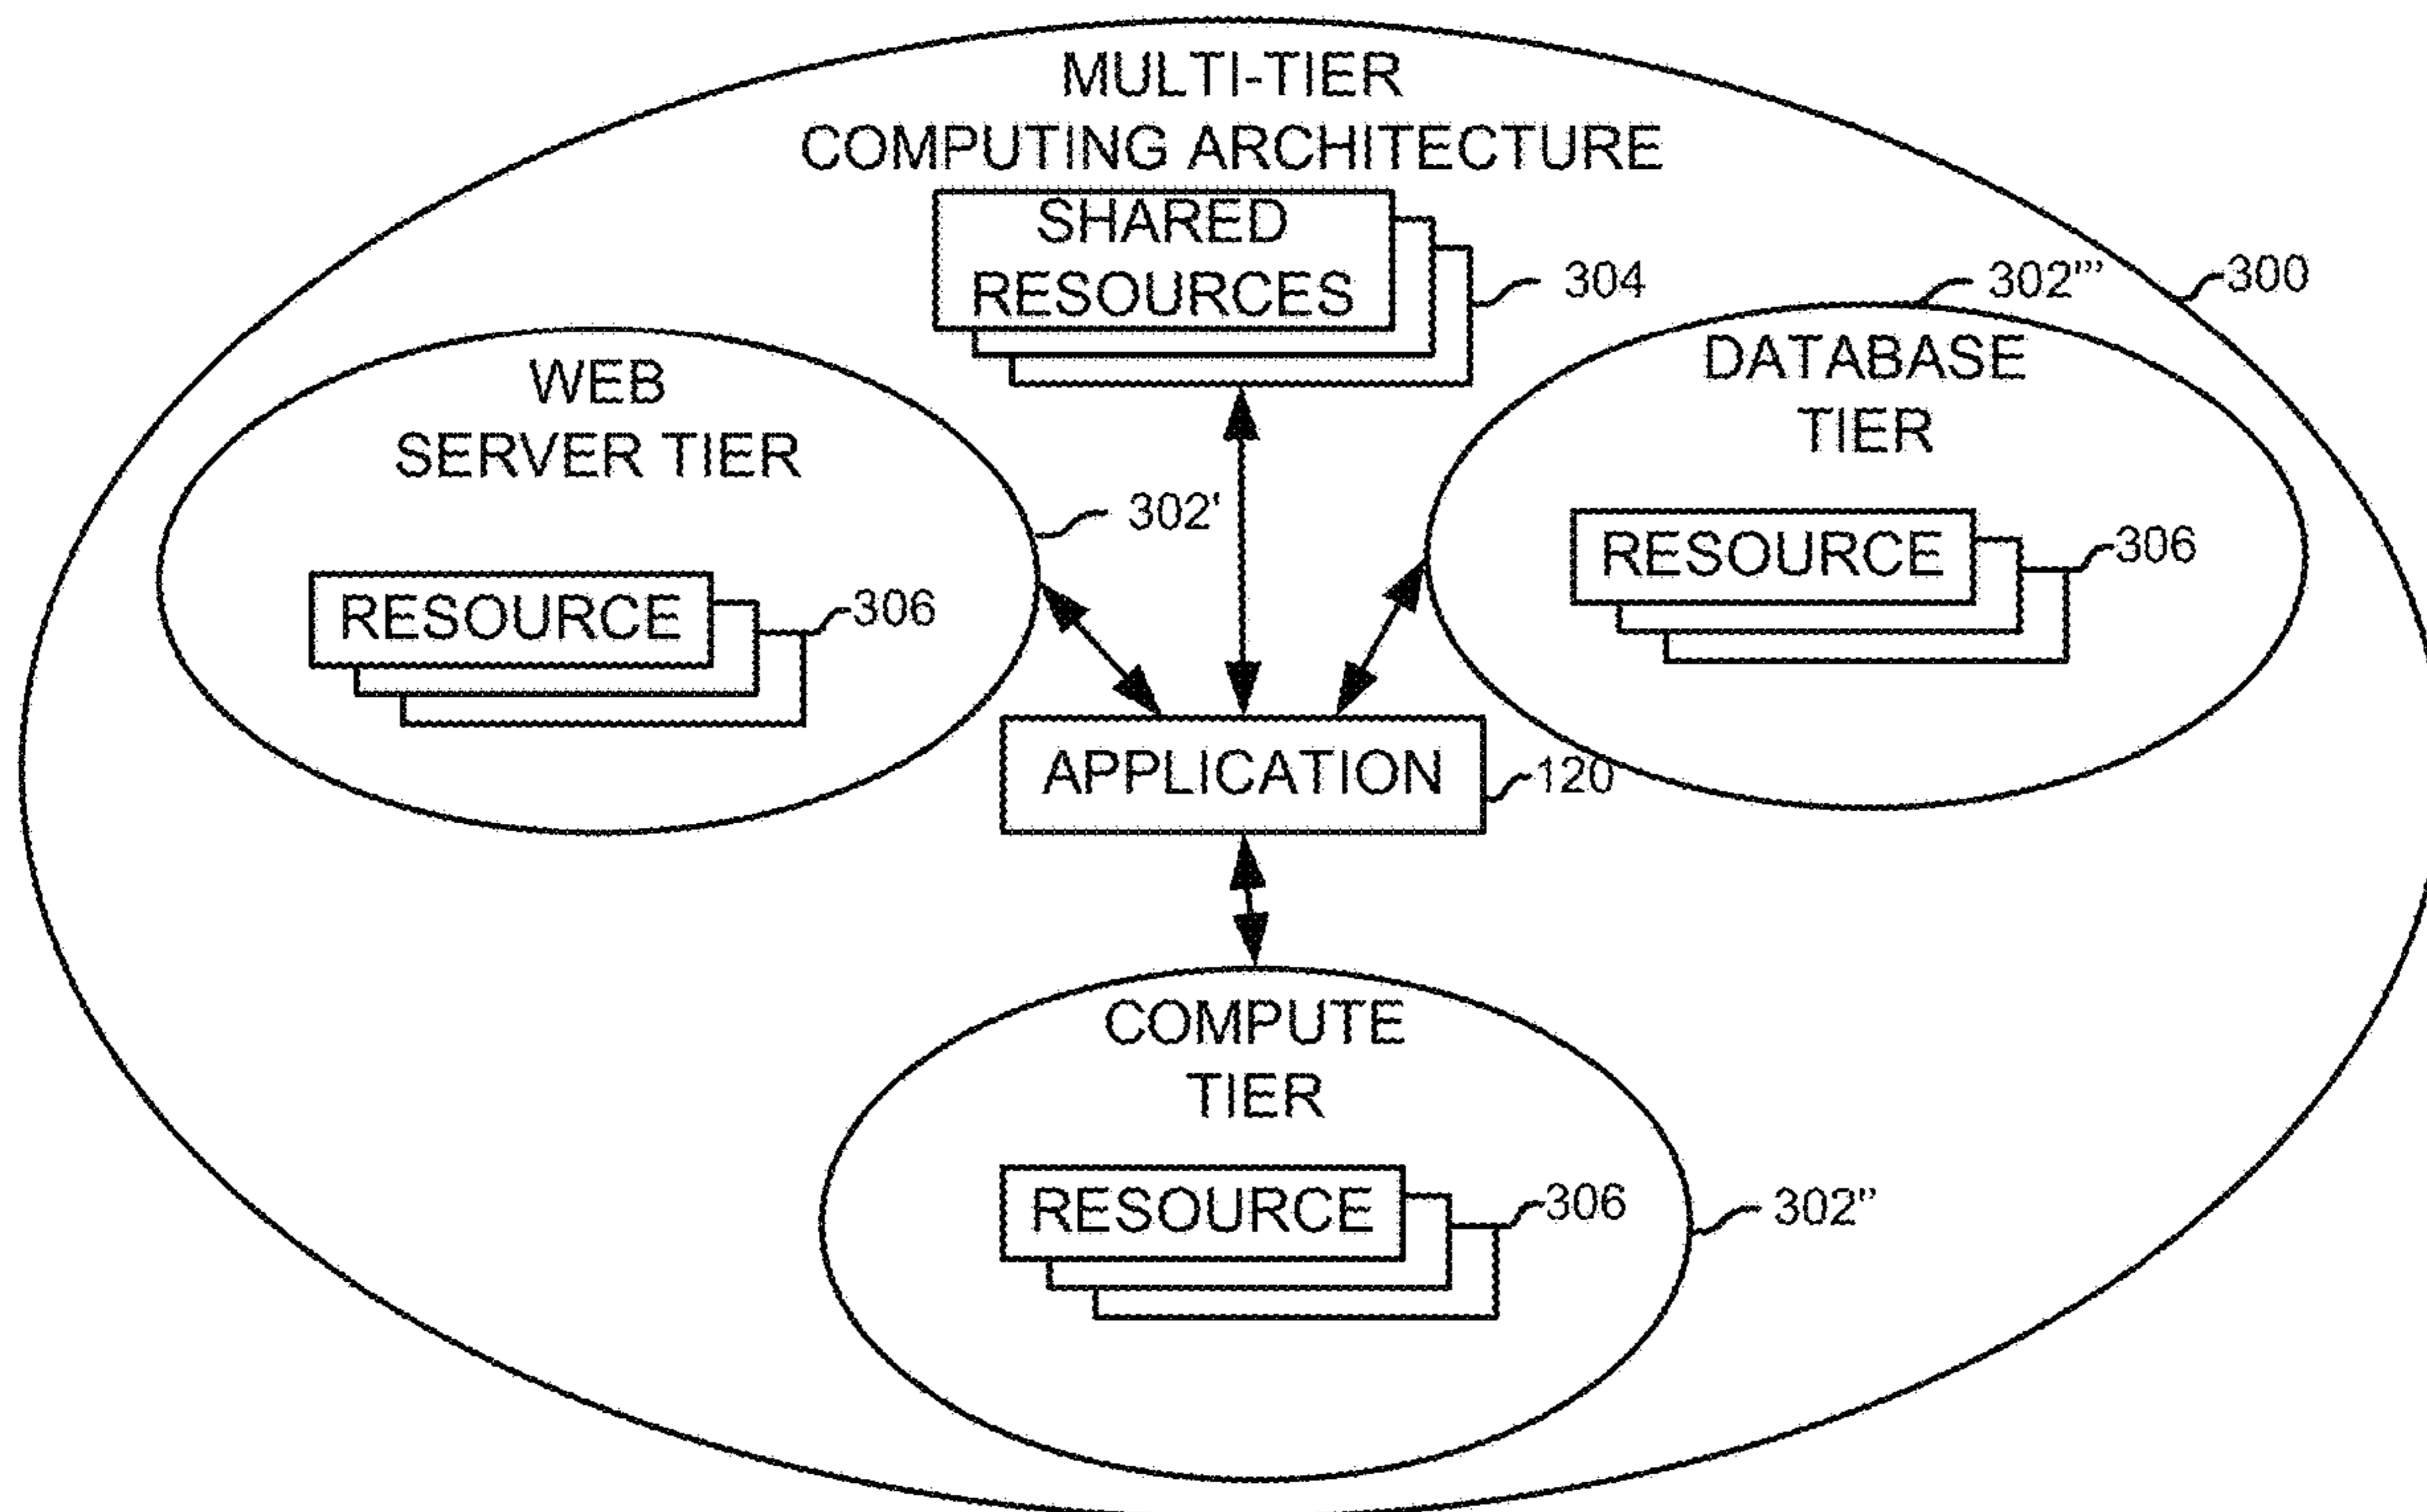 MULTI-TIER
COMPUTING ARCHITECTURE
SHARED
RESOURCES
304
302'''
300
WEB
SERVER TIER
302'
DATABASE
TIER
RESOURCE
306
RESOURCE
306
APPLICATION
120
COMPUTE
TIER
RESOURCE
306
302''